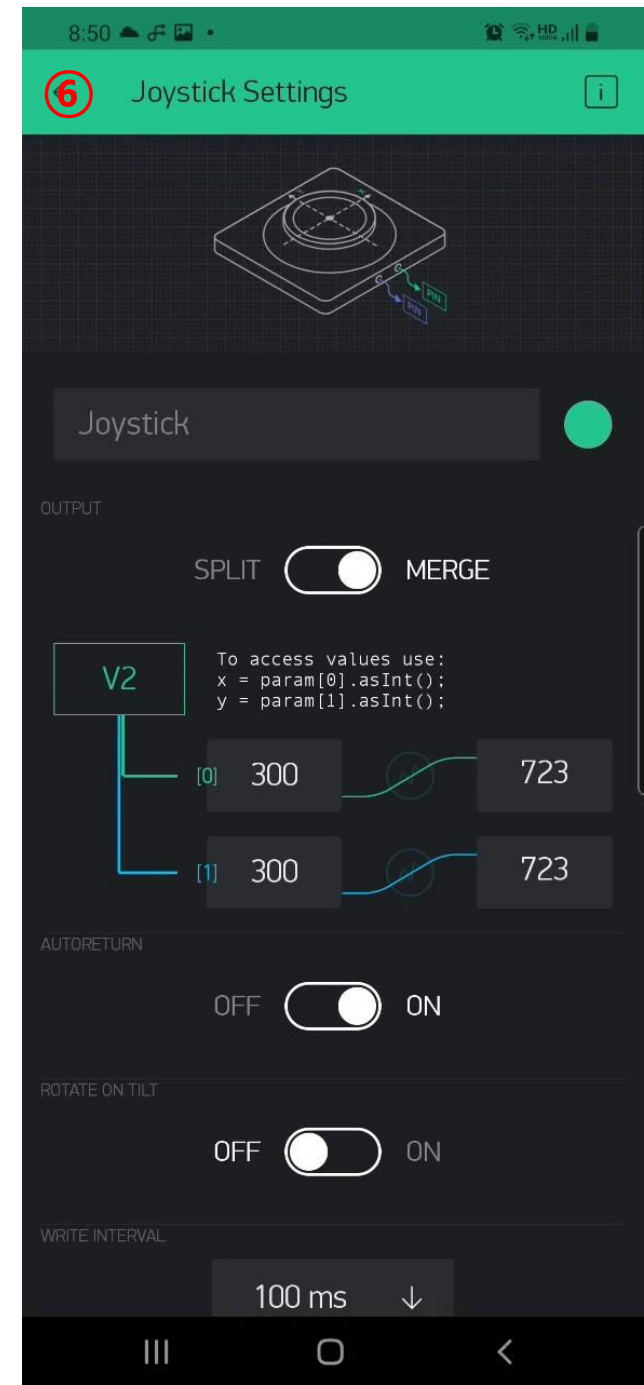 8:50
HD voice
⑥ Joystick Settings
i
PIN
PIN
Joystick
OUTPUT
SPLIT MERGE
V2
To access values use:
x = param[0].asInt();
y = param[1].asInt();
[0] 300 723
[1] 300 723
AUTORETURN
OFF ON
ROTATE ON TILT
OFF ON
WRITE INTERVAL
100 ms